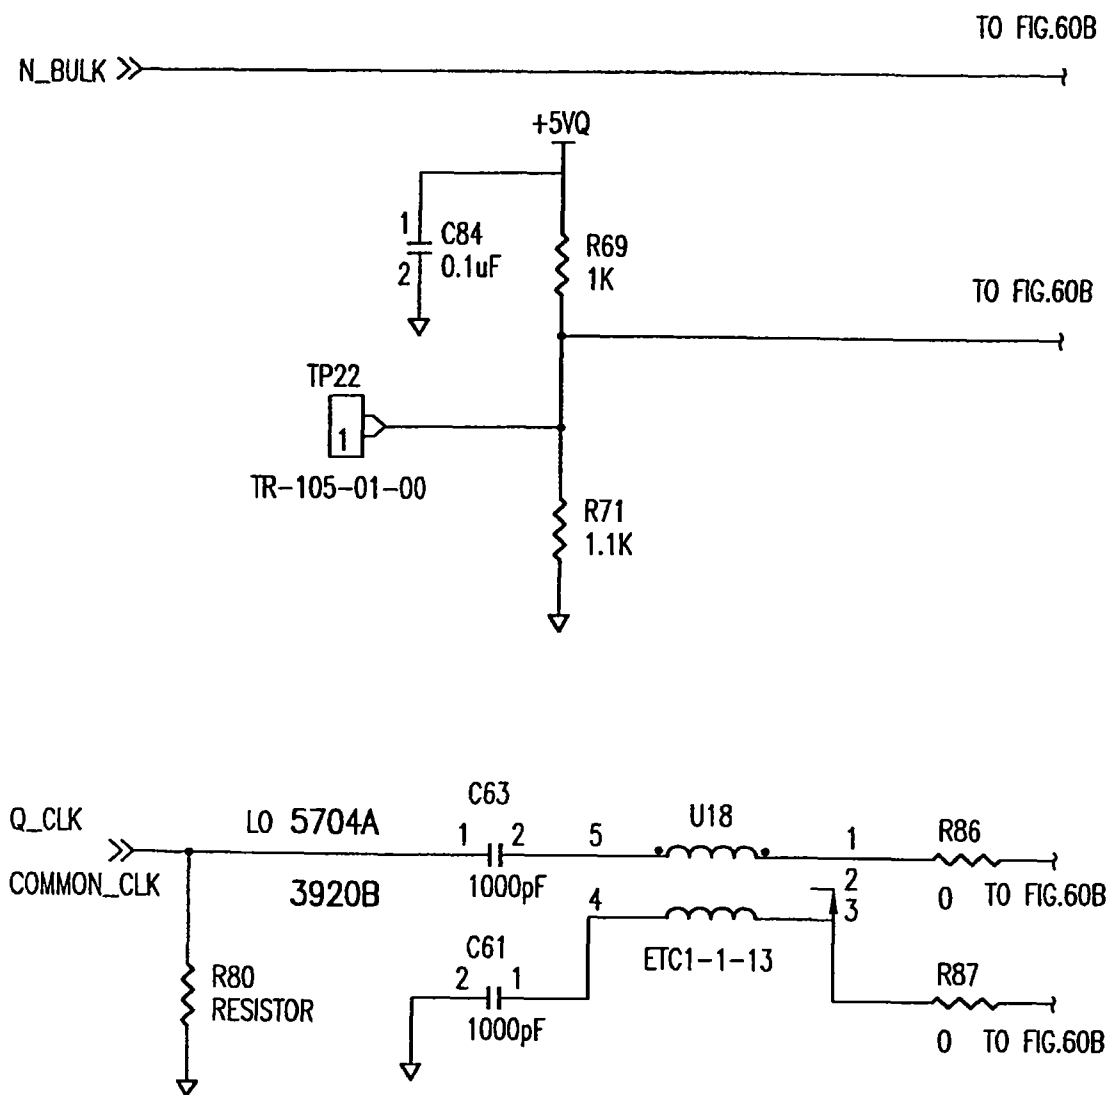 TO FIG.60B
N_BULK
+5VQ
1
C84
2
0.1uF
R69
1K
TO FIG.60B
TP22
1
TR-105-01-00
R71
1.1K
C63
Q_CLK
LO 5704A
1 2
5
U18
1
R86
COMMON_CLK
3920B
1000pF
4
2
3
0 TO FIG.60B
C61
ETC1-1-13
R80
RESISTOR
2 1
R87
1000pF
0 TO FIG.60B